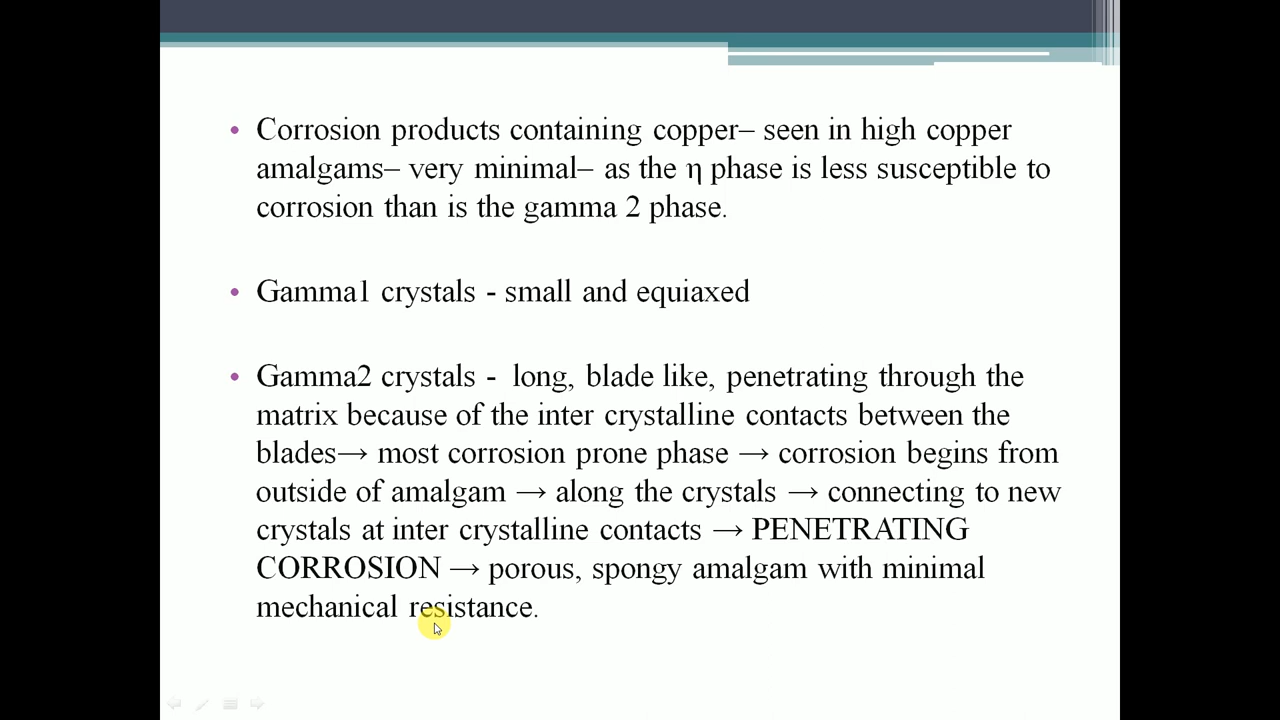 • Corrosion products containing copper– seen in high copper
amalgams– very minimal– as the η phase is less susceptible to
corrosion than is the gamma 2 phase.
• Gamma1 crystals - small and equiaxed
• Gamma2 crystals -  long, blade like, penetrating through the
matrix because of the inter crystalline contacts between the
blades→ most corrosion prone phase → corrosion begins from
outside of amalgam → along the crystals → connecting to new
crystals at inter crystalline contacts → PENETRATING
CORROSION → porous, spongy amalgam with minimal
mechanical resistance.